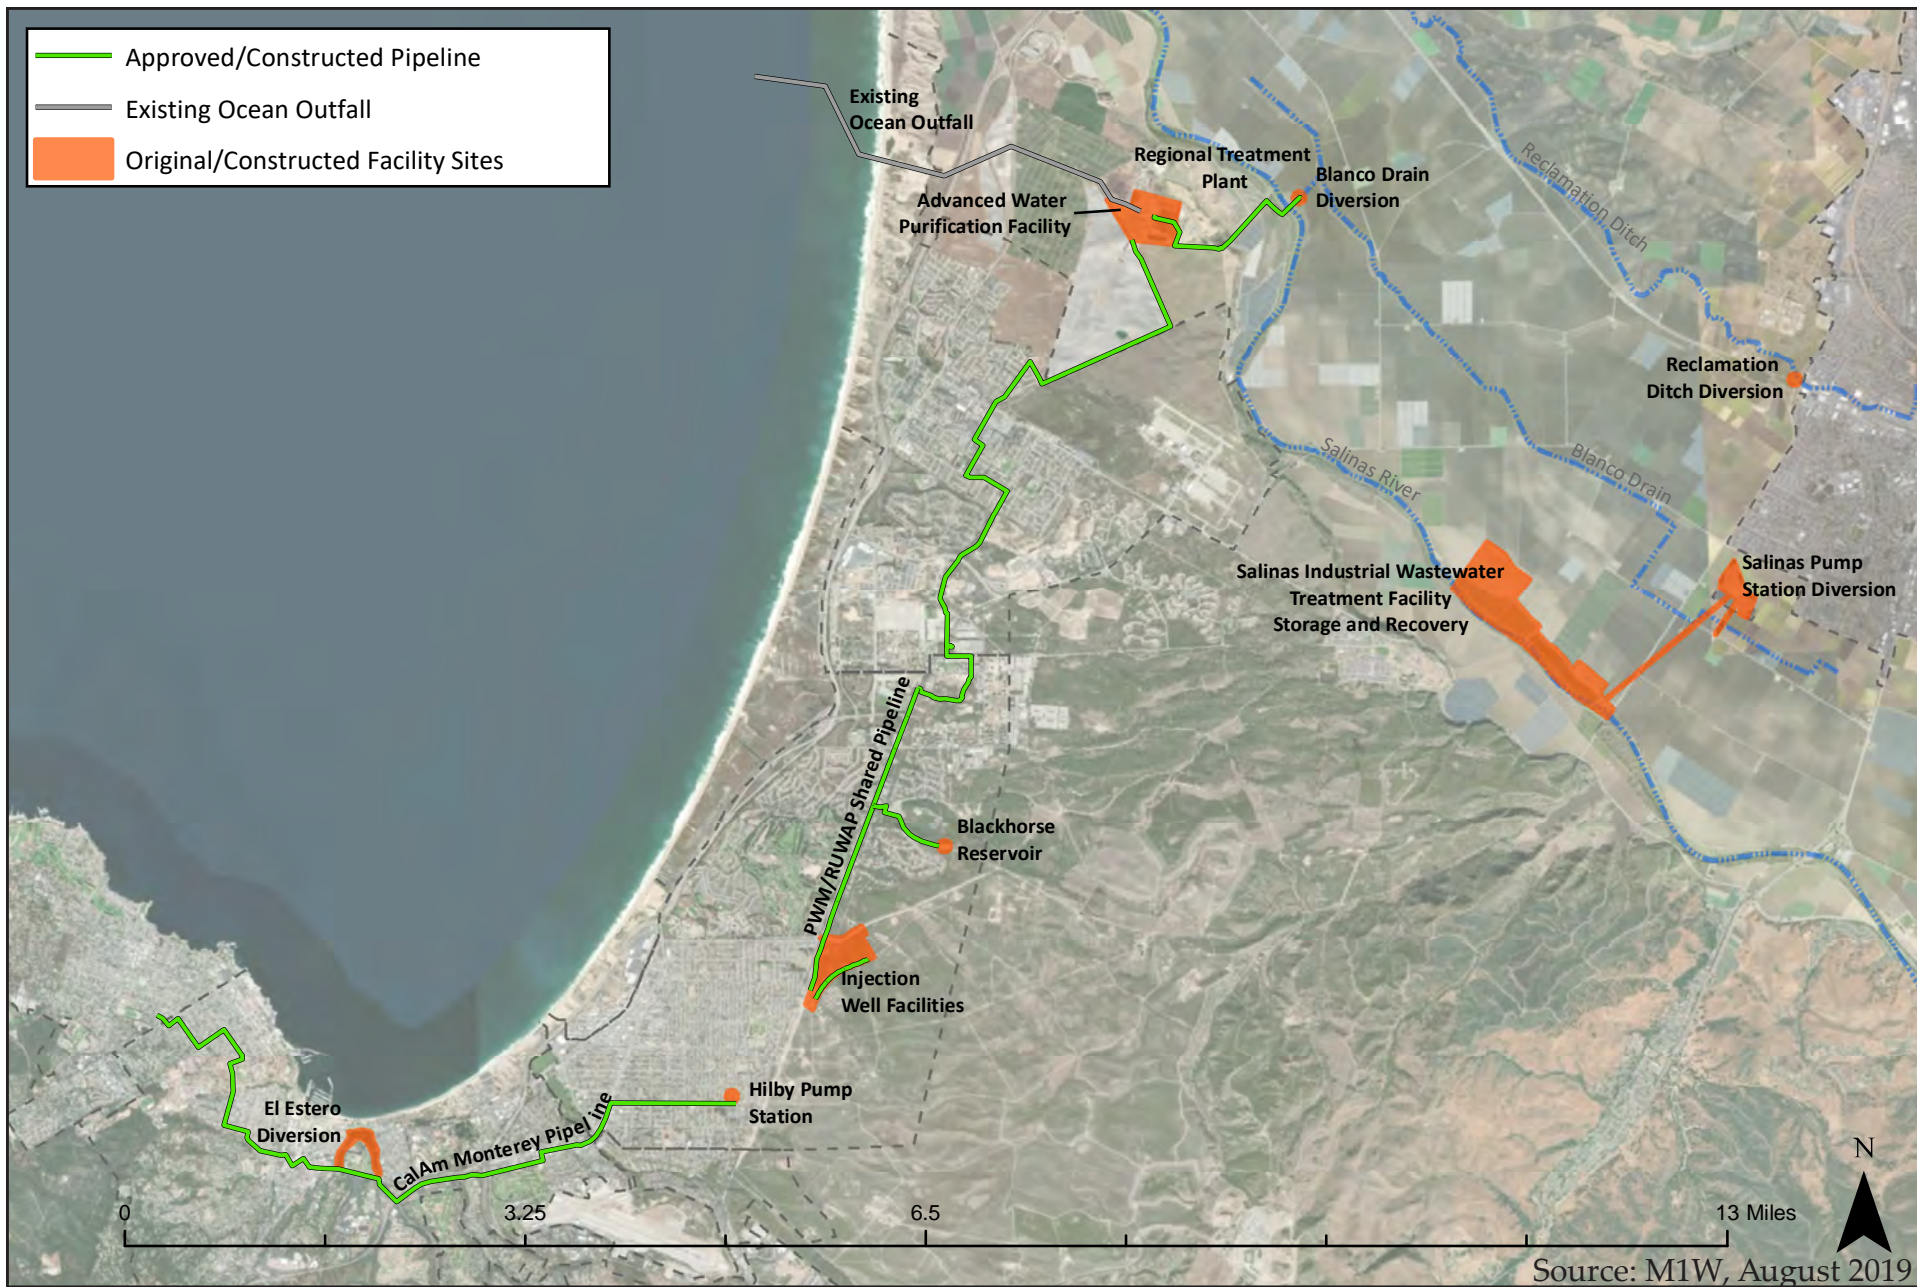 Approved/Constructed Pipeline
Existing Ocean Outfall
Original/Constructed Facility Sites
Existing
Ocean Outfall
Regional Treatment
Plant
Blanco Drain
Diversion
Advanced Water
Purification Facility
Reclamation Ditch
Reclamation
Ditch Diversion
Salinas River
Blanco Drain
Salinas Industrial Wastewater
Treatment Facility
Storage and Recovery
Salinas Pump
Station Diversion
PWM/RUWAP Shared Pipeline
Blackhorse
Reservoir
Injection
Well Facilities
Hilby Pump
Station
El Estero
Diversion
CalAm Monterey Pipeline
N
0 3.25 6.5 13 Miles
Source: M1W, August 2019